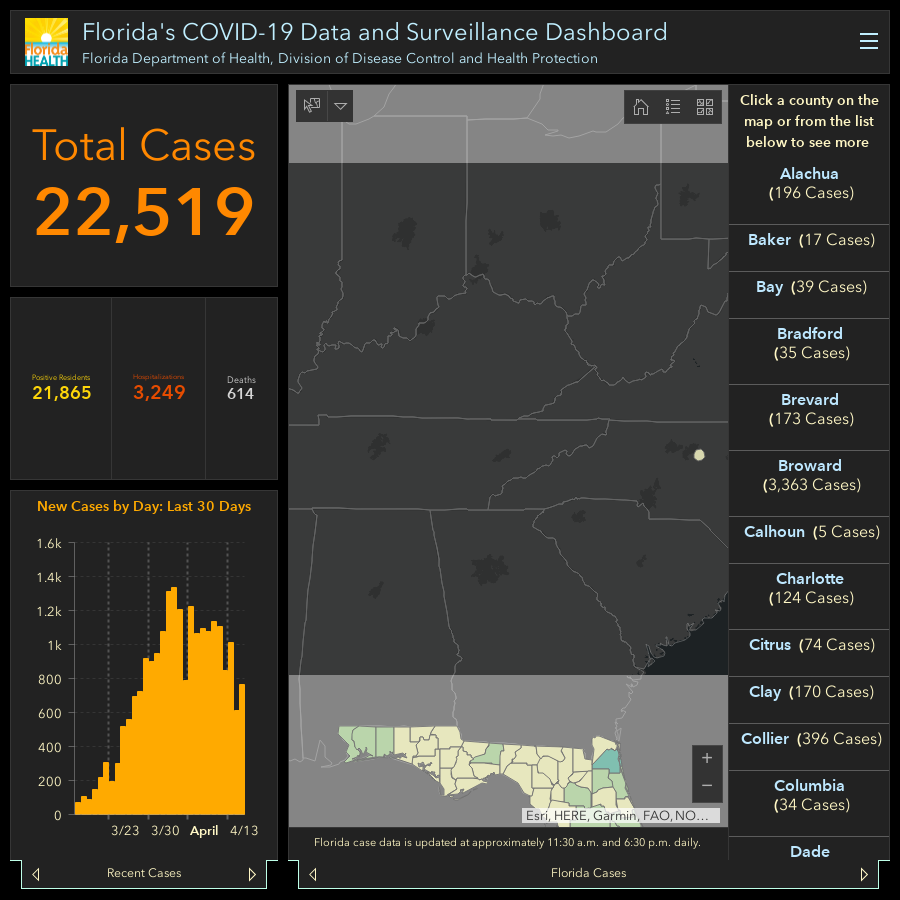 Florida
HEALTH
Florida's COVID-19 Data and Surveillance Dashboard
Florida Department of Health, Division of Disease Control and Health Protection
Total Cases
22,519
Positive Residents
21,865
Hospitalizations
3,249
Deaths
614
New Cases by Day: Last 30 Days
1.6k
1.4k
1.2k
1k
800
600
400
200
0
3/23 3/30 April 4/13
Recent Cases
Esri, HERE, Garmin, FAO, NO...
Florida case data is updated at approximately 11:30 a.m. and 6:30 p.m. daily.
Florida Cases
Click a county on the
map or from the list
below to see more
Alachua
(196 Cases)
Baker (17 Cases)
Bay (39 Cases)
Bradford
(35 Cases)
Brevard
(173 Cases)
Broward
(3,363 Cases)
Calhoun (5 Cases)
Charlotte
(124 Cases)
Citrus (74 Cases)
Clay (170 Cases)
Collier (396 Cases)
Columbia
(34 Cases)
Dade